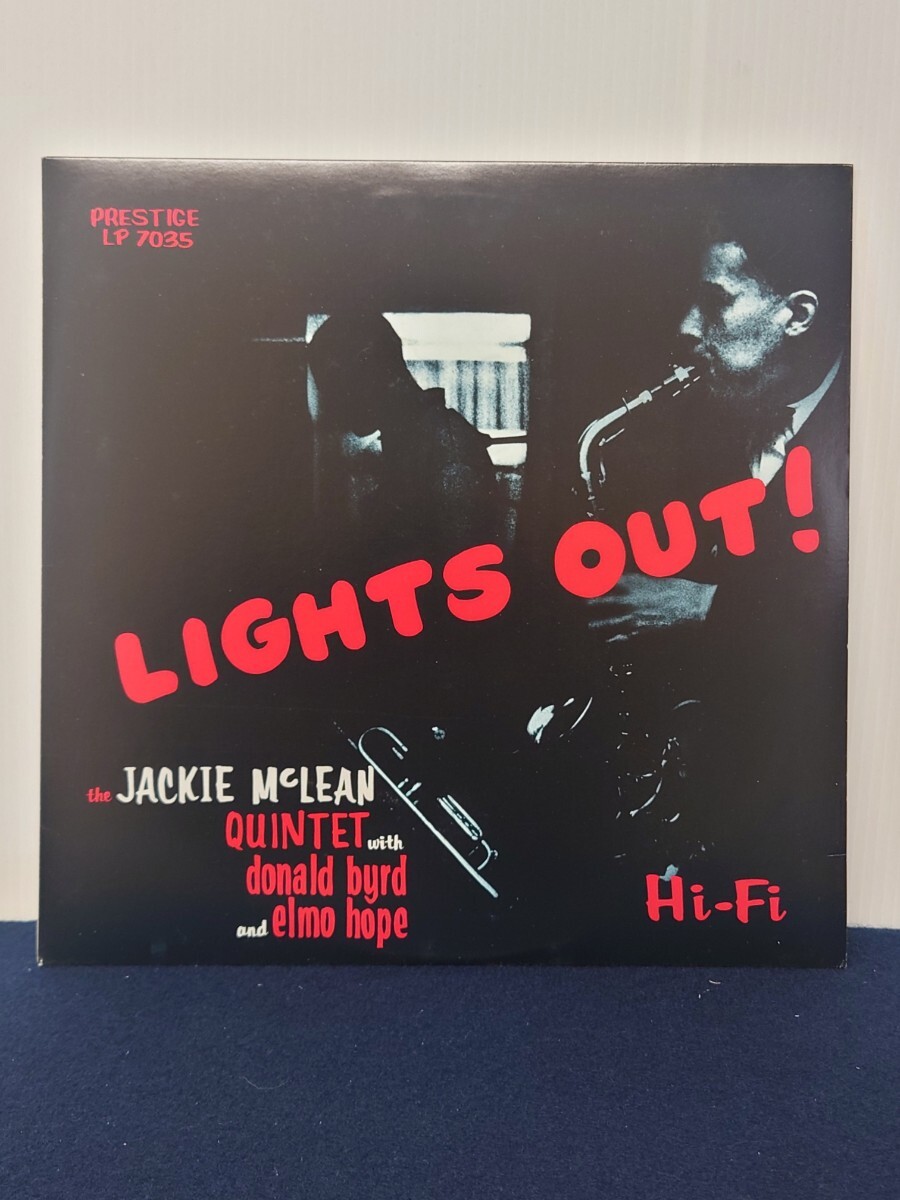 PRESTIGE
LP 7035
LIGHTS OUT!
the JACKIE McLEAN
QUINTET with
donald byrd
and elmo hope
Hi-Fi